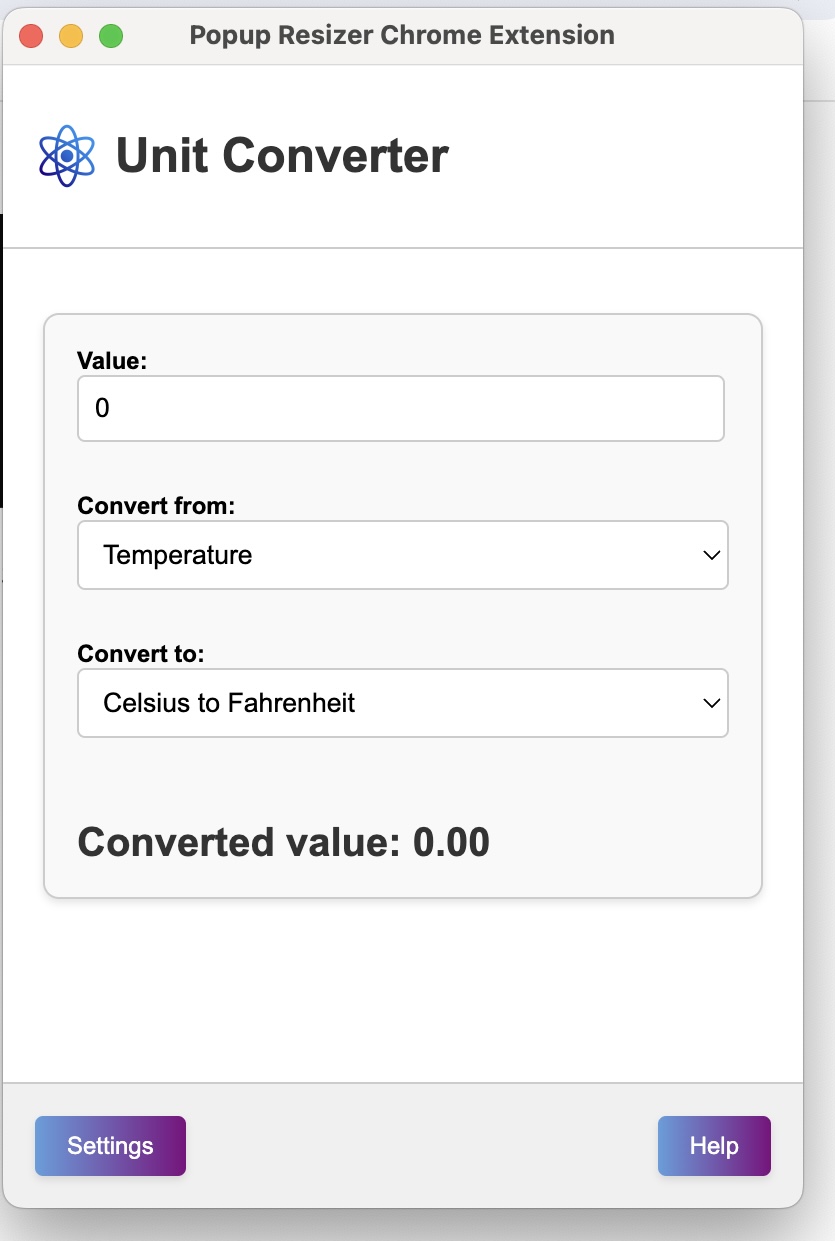 Popup Resizer Chrome Extension
Unit Converter
Value:
0
Convert from:
Temperature
Convert to:
Celsius to Fahrenheit
Converted value: 0.00
Settings
Help